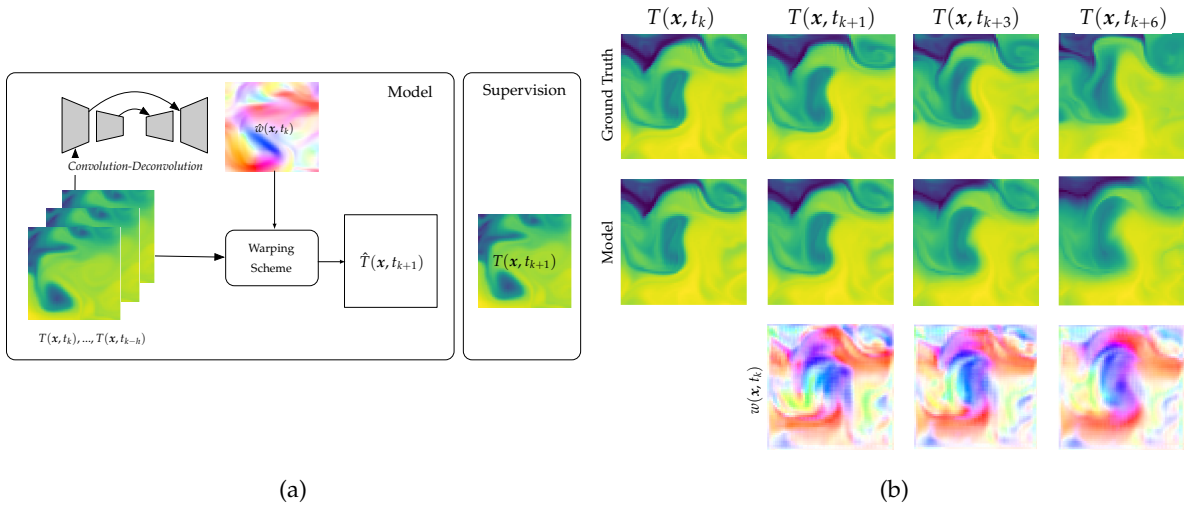 Model
Supervision
ŵ(x, t_k)
Convolution-Deconvolution
Warping
Scheme
T̂(x, t_{k+1})
T(x, t_{k+1})
T(x, t_k), ..., T(x, t_{k−h})
(a)
T(x, t_k)
T(x, t_{k+1})
T(x, t_{k+3})
T(x, t_{k+6})
Ground Truth
Model
w(x, t_k)
(b)